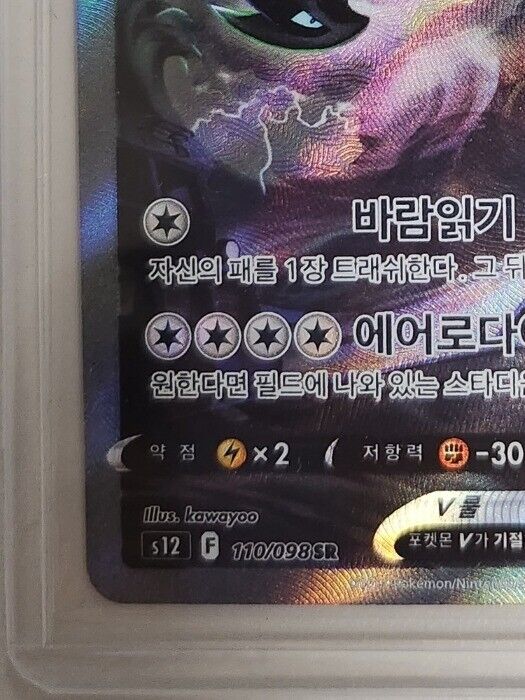 바람읽기
자신의 패를 1장 트래쉬한다. 그 뒤
에어로다
원한다면 필드에 나와 있는 스타디
약점 ×2 저항력 -30
Illus. kawayoo
V룰
s12 F 110/098 SR
포켓몬 V가 기절
Pokémon/Nintendo